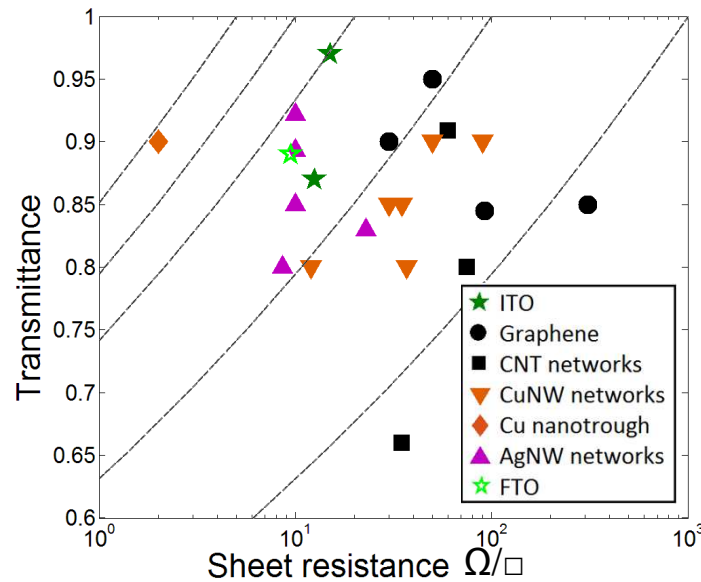 1
0.95
0.9
0.85
0.8
0.75
0.7
0.65
0.6
Transmittance
ITO
Graphene
CNT networks
CuNW networks
Cu nanotrough
AgNW networks
FTO
10⁰ 10¹ 10² 10³
Sheet resistance Ω/□